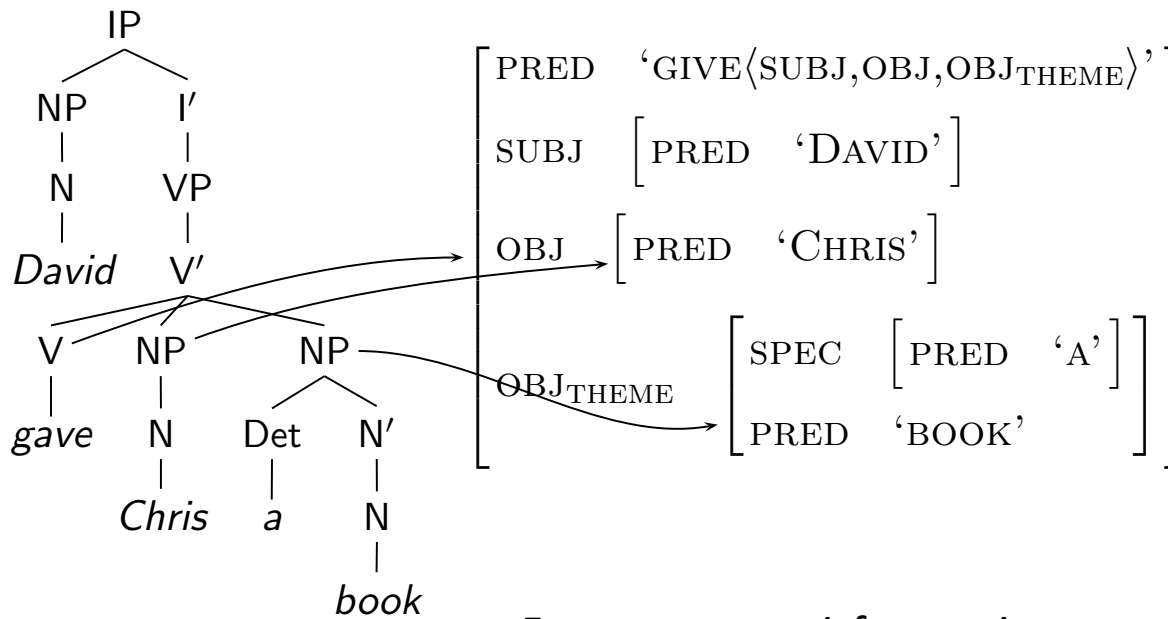 IP
NP I′
N VP
David V′
V NP NP
gave N Det N′
Chris a N
book
PRED ‘GIVE⟨SUBJ,OBJ,OBJTHEME⟩’
SUBJ [PRED ‘DAVID’]
OBJ [PRED ‘CHRIS’]
SPEC [PRED ‘A’]
OBJTHEME
PRED ‘BOOK’